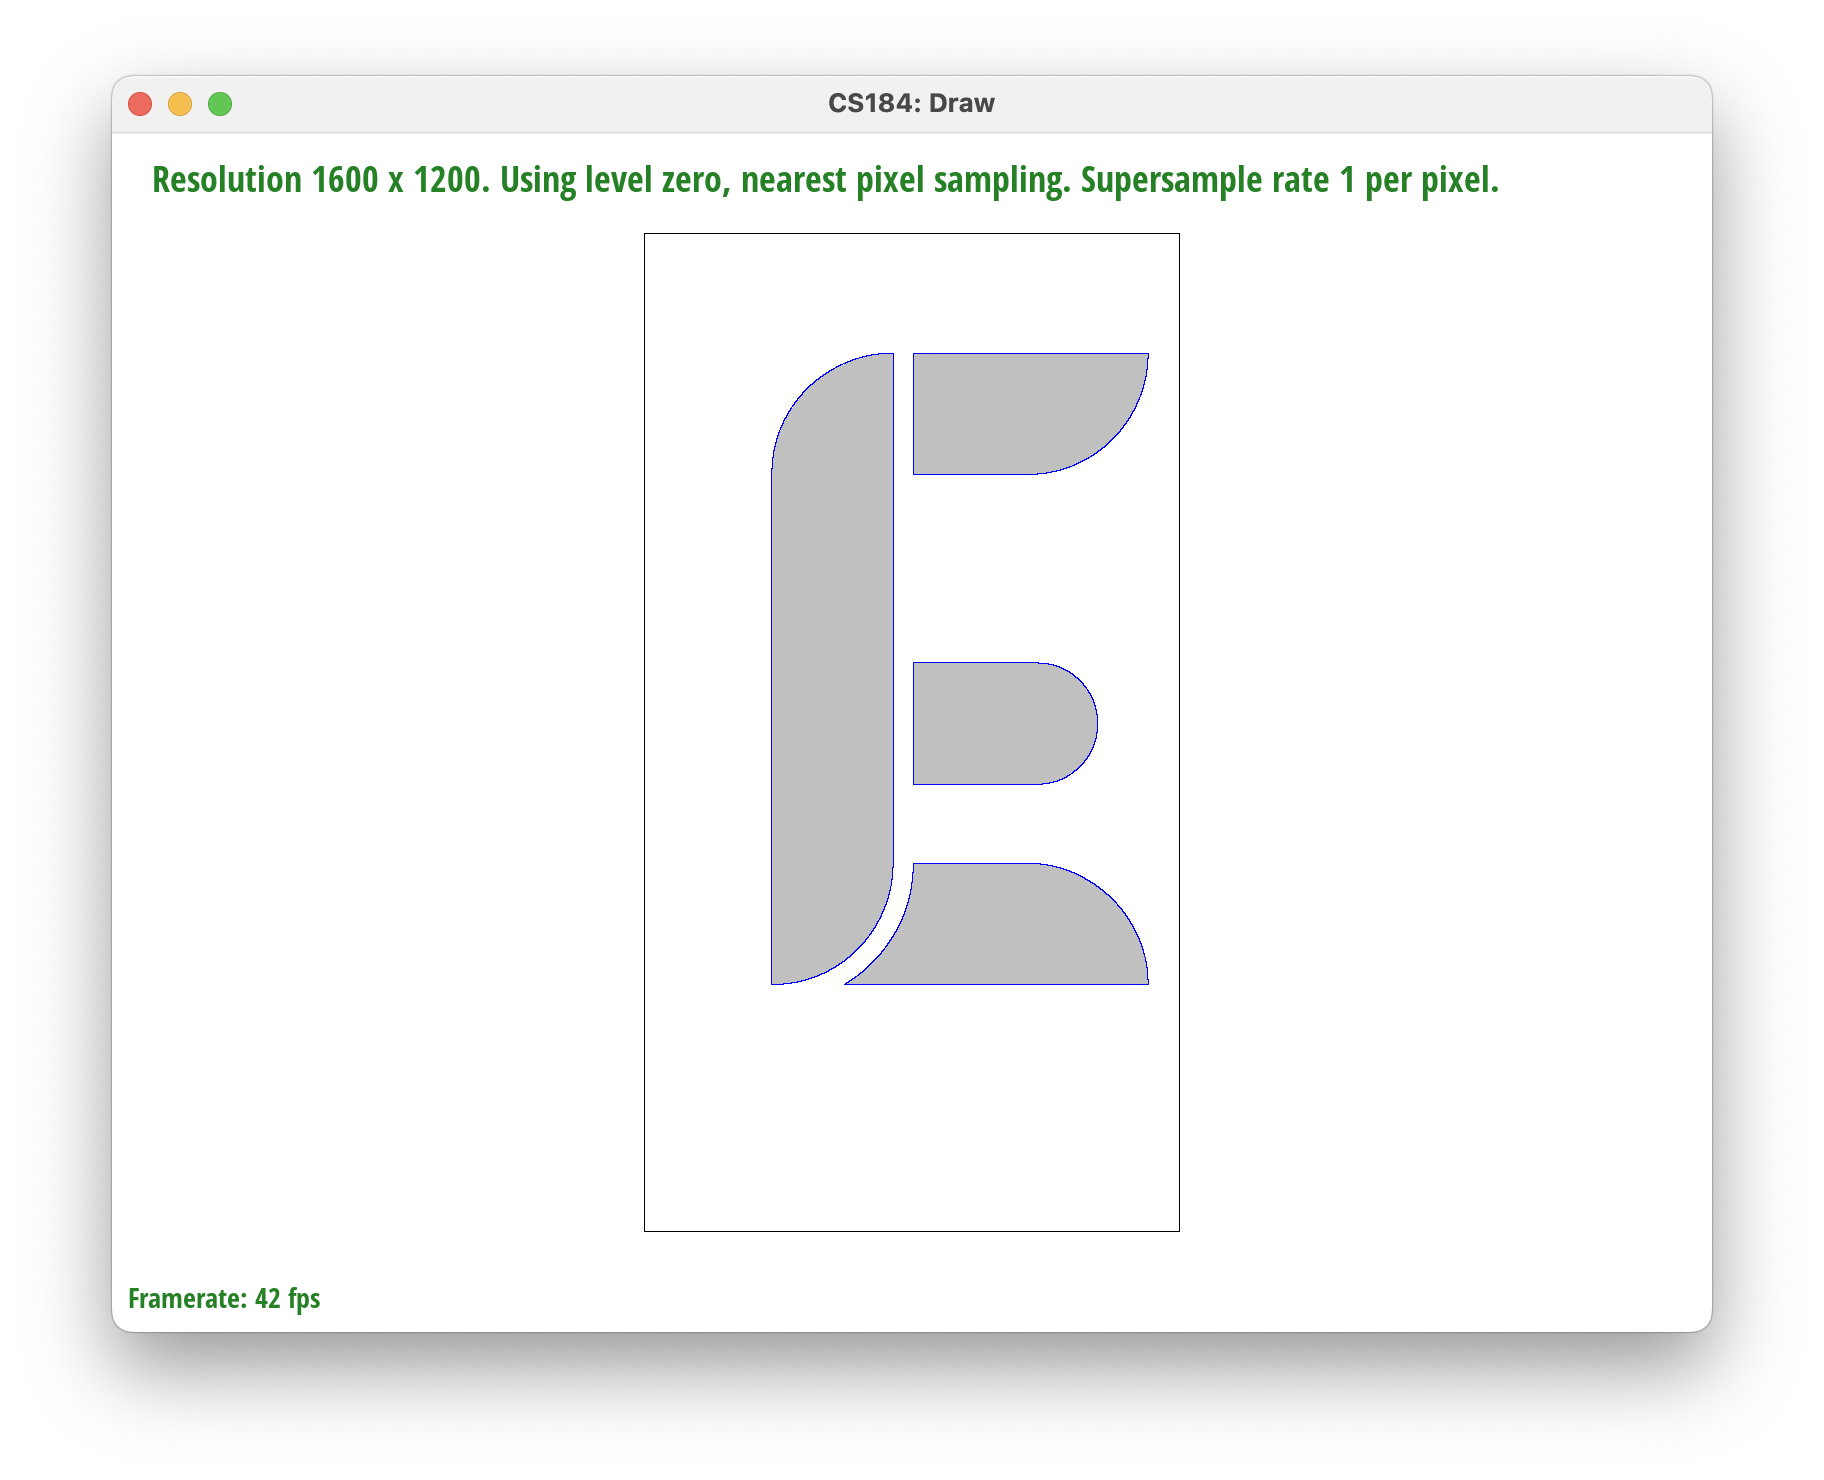 CS184: Draw
Resolution 1600 x 1200. Using level zero, nearest pixel sampling. Supersample rate 1 per pixel.
E
Framerate: 42 fps